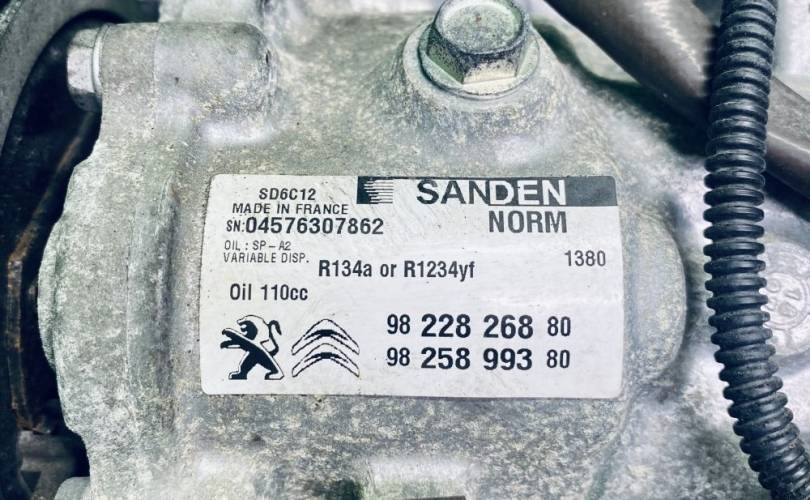 SD6C12
SANDEN
MADE IN FRANCE
NORM
SN:04576307862
OIL : SP-A2
VARIABLE DISP.
R134a or R1234yf
1380
Oil 110cc
98 228 268 80
98 258 993 80